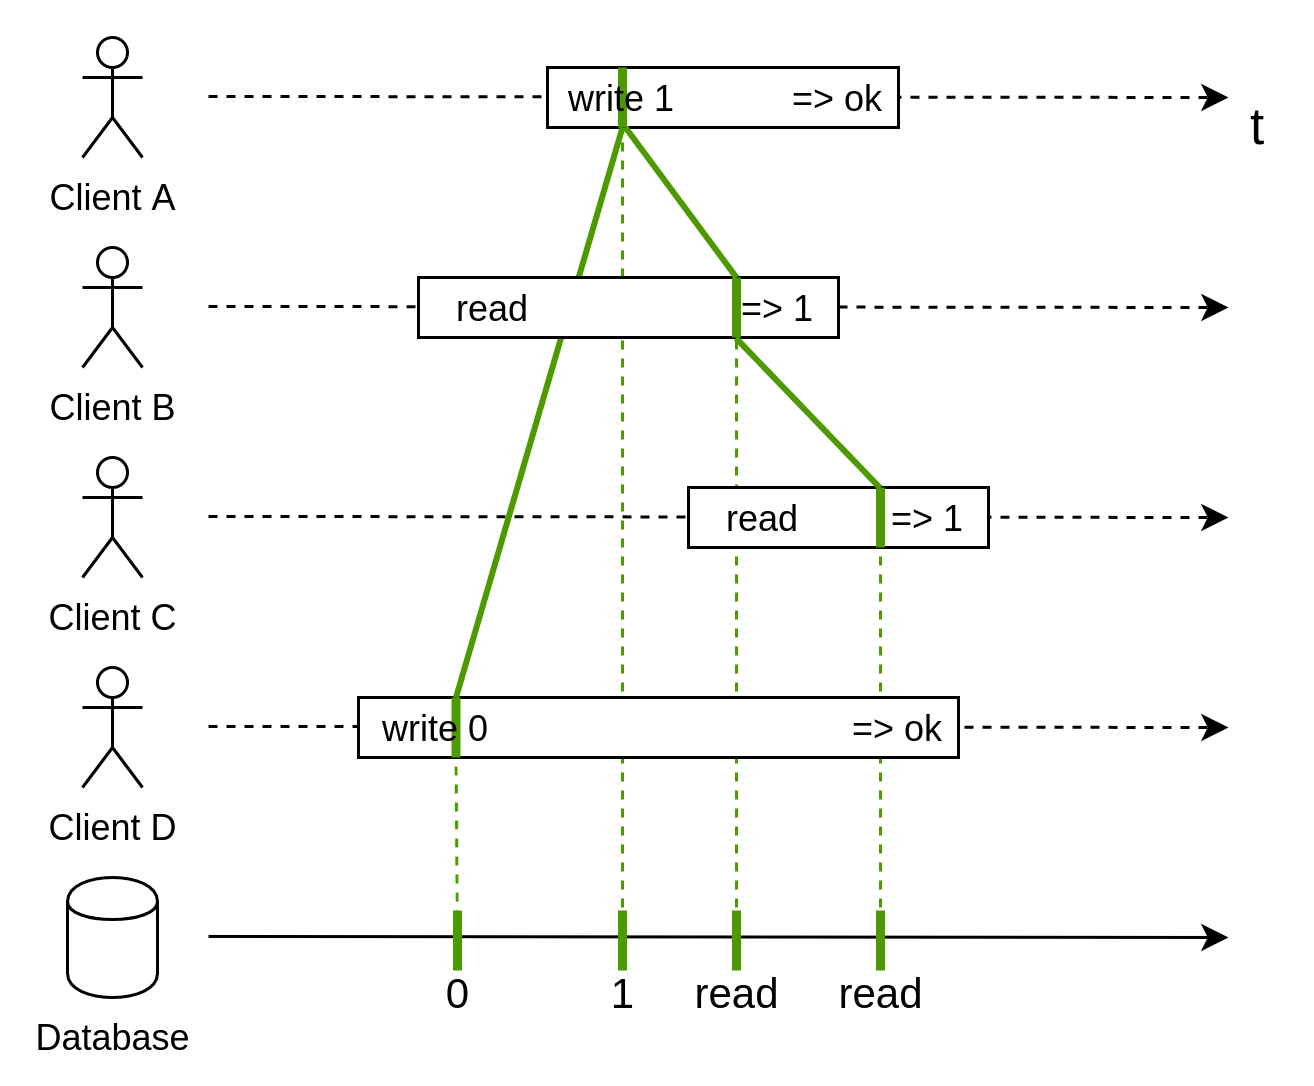 write 1 => ok
t
Client A
read => 1
Client B
read => 1
Client C
write 0 => ok
Client D
0 1 read read
Database